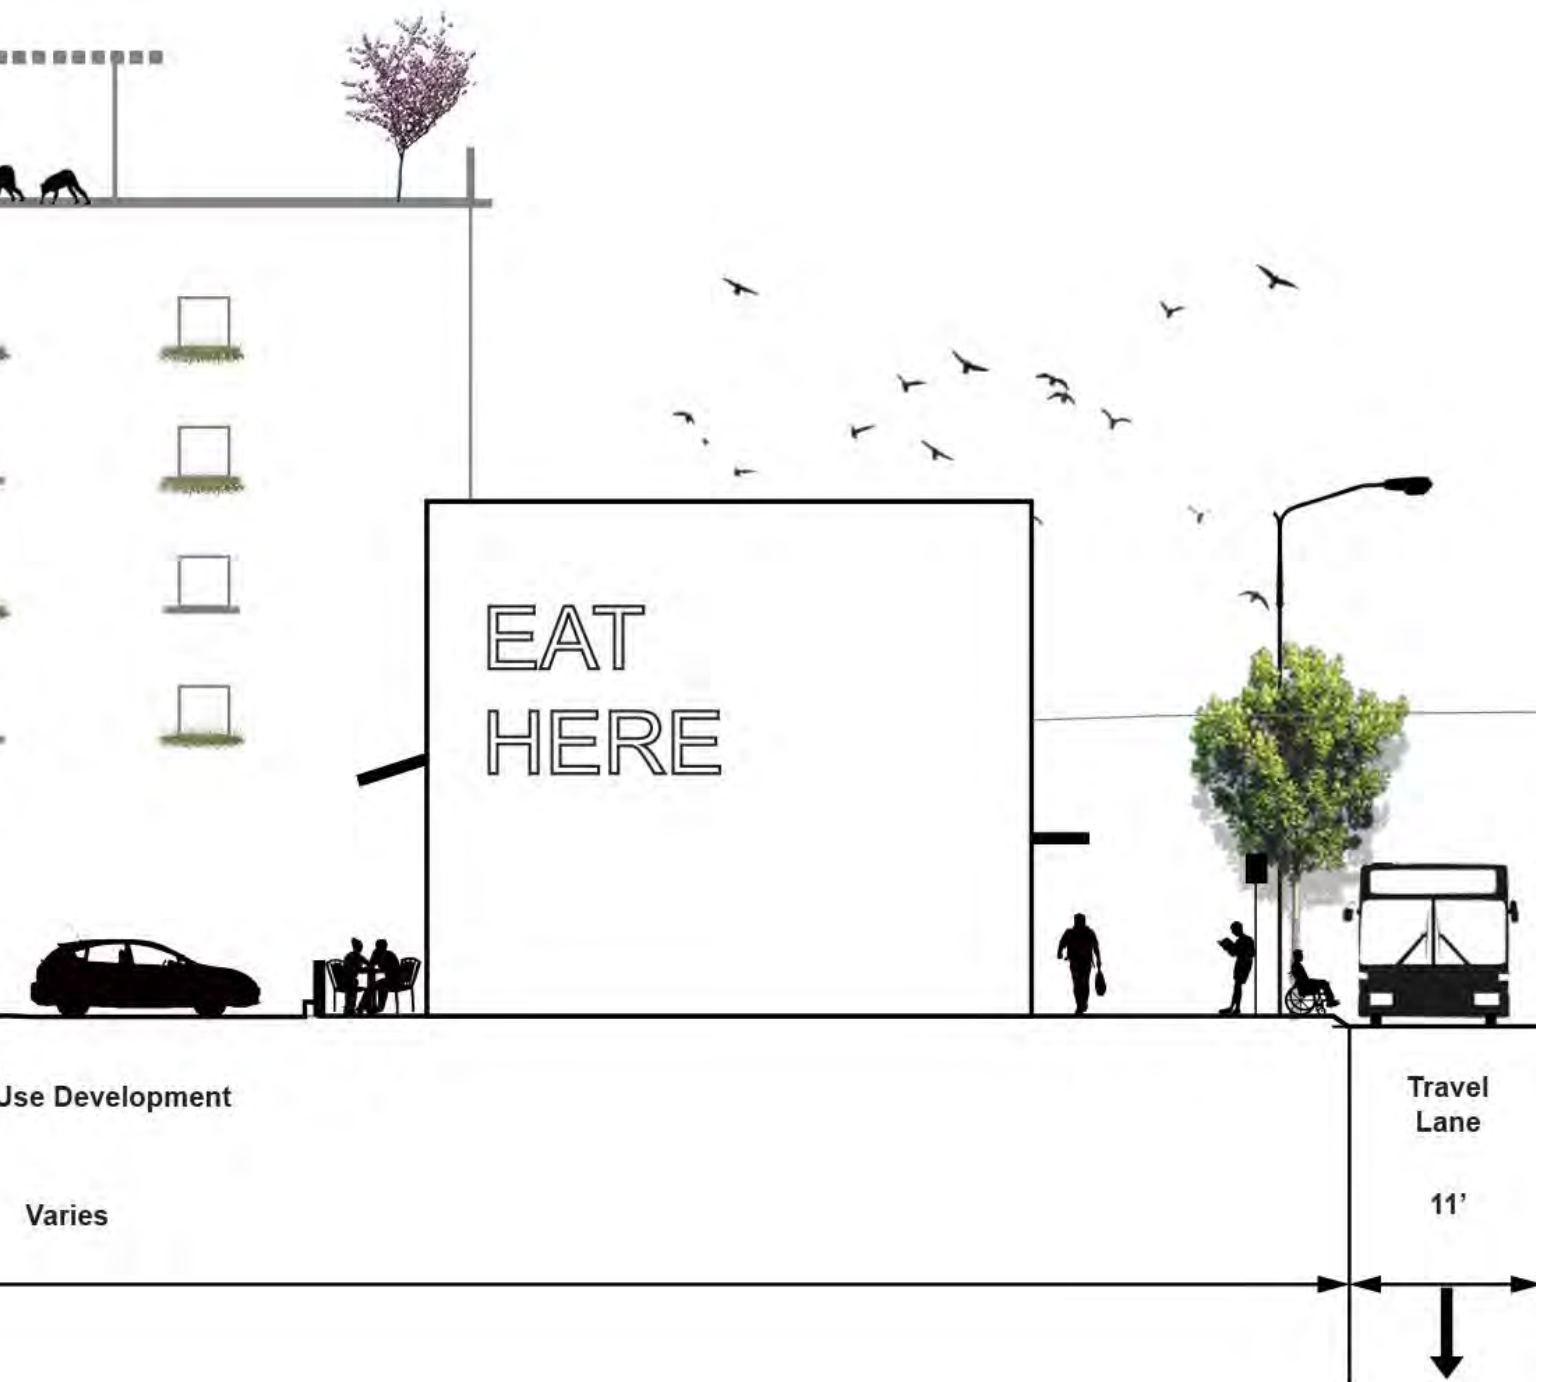 EAT
HERE
Use Development
Travel
Lane
Varies
11’